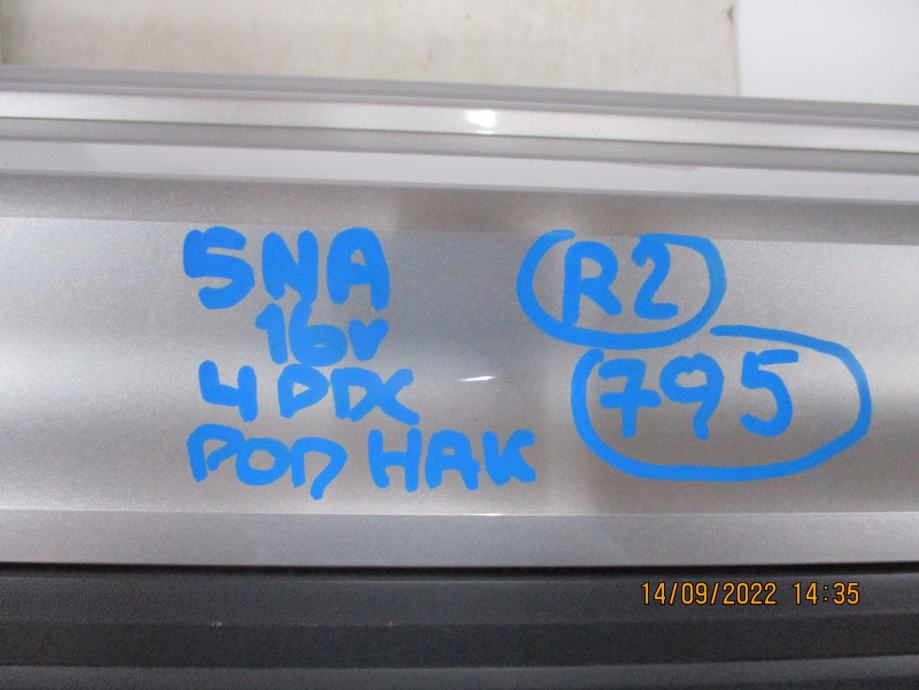 5NA R2
16v
4 PDC 795
POD HAK
14/09/2022 14:35